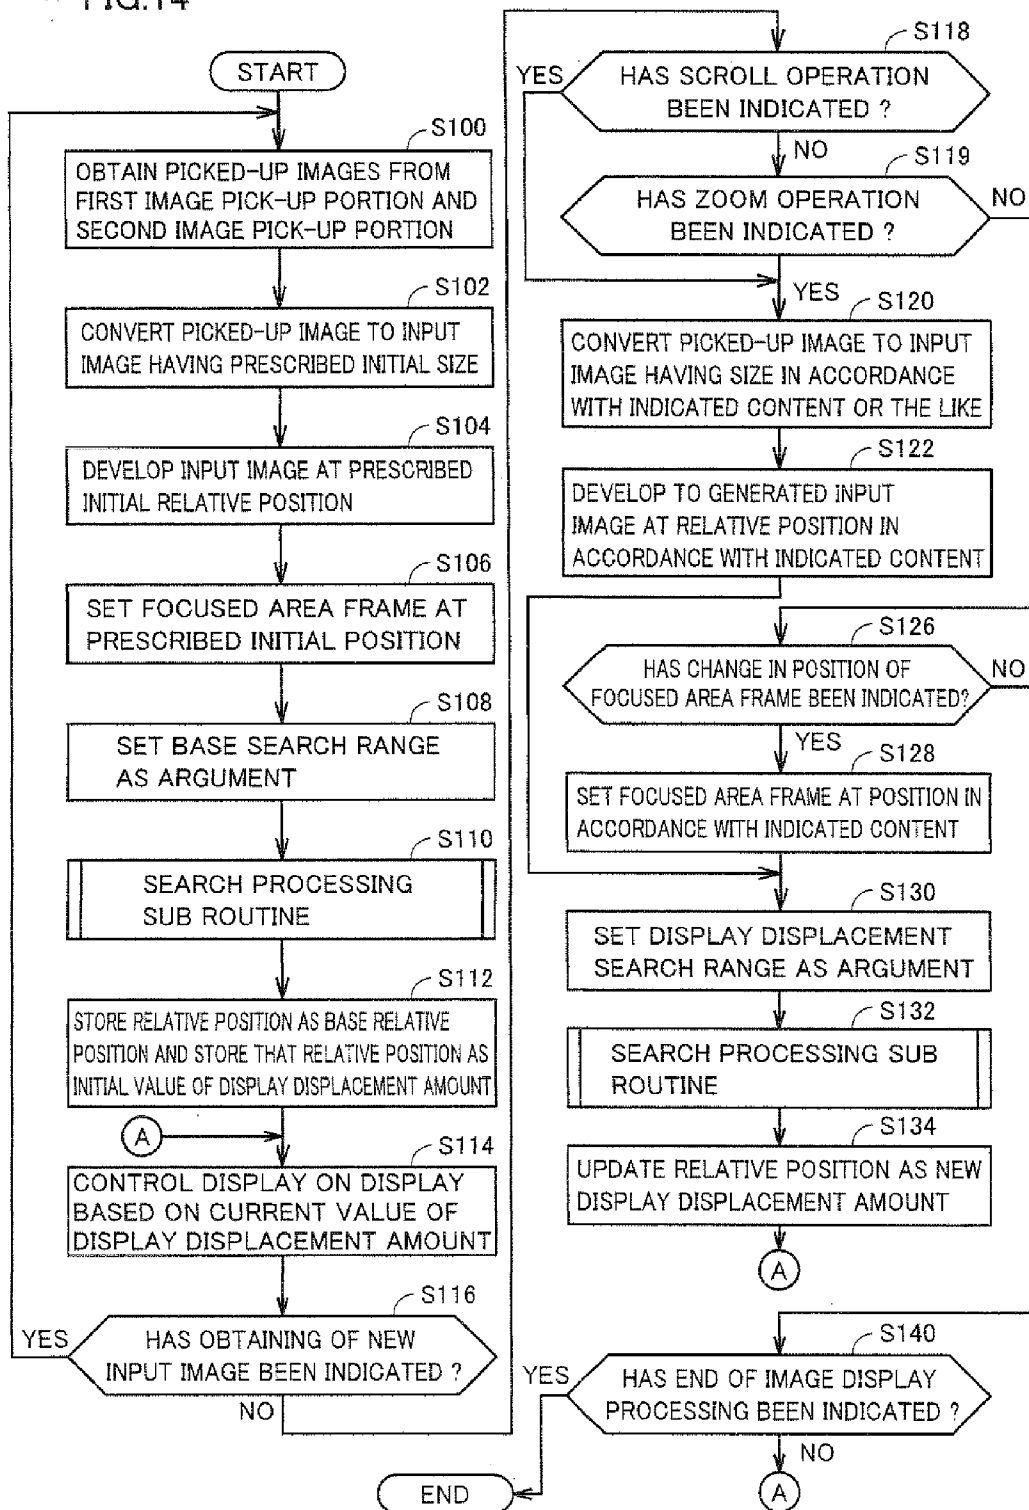 FIG.14
START
S100
OBTAIN PICKED-UP IMAGES FROM
FIRST IMAGE PICK-UP PORTION AND
SECOND IMAGE PICK-UP PORTION
S102
CONVERT PICKED-UP IMAGE TO INPUT
IMAGE HAVING PRESCRIBED INITIAL SIZE
S104
DEVELOP INPUT IMAGE AT PRESCRIBED
INITIAL RELATIVE POSITION
S106
SET FOCUSED AREA FRAME AT
PRESCRIBED INITIAL POSITION
S108
SET BASE SEARCH RANGE
AS ARGUMENT
S110
SEARCH PROCESSING
SUB ROUTINE
S112
STORE RELATIVE POSITION AS BASE RELATIVE
POSITION AND STORE THAT RELATIVE POSITION AS
INITIAL VALUE OF DISPLAY DISPLACEMENT AMOUNT
A
S114
CONTROL DISPLAY ON DISPLAY
BASED ON CURRENT VALUE OF
DISPLAY DISPLACEMENT AMOUNT
S116
YES
HAS OBTAINING OF NEW
INPUT IMAGE BEEN INDICATED ?
NO
S118
YES
HAS SCROLL OPERATION
BEEN INDICATED ?
NO
S119
HAS ZOOM OPERATION
BEEN INDICATED ?
NO
YES
S120
CONVERT PICKED-UP IMAGE TO INPUT
IMAGE HAVING SIZE IN ACCORDANCE
WITH INDICATED CONTENT OR THE LIKE
S122
DEVELOP TO GENERATED INPUT
IMAGE AT RELATIVE POSITION IN
ACCORDANCE WITH INDICATED CONTENT
S126
HAS CHANGE IN POSITION OF
FOCUSED AREA FRAME BEEN INDICATED?
NO
YES
S128
SET FOCUSED AREA FRAME AT POSITION IN
ACCORDANCE WITH INDICATED CONTENT
S130
SET DISPLAY DISPLACEMENT
SEARCH RANGE AS ARGUMENT
S132
SEARCH PROCESSING SUB
ROUTINE
S134
UPDATE RELATIVE POSITION AS NEW
DISPLAY DISPLACEMENT AMOUNT
A
S140
YES
HAS END OF IMAGE DISPLAY
PROCESSING BEEN INDICATED ?
NO
END
A